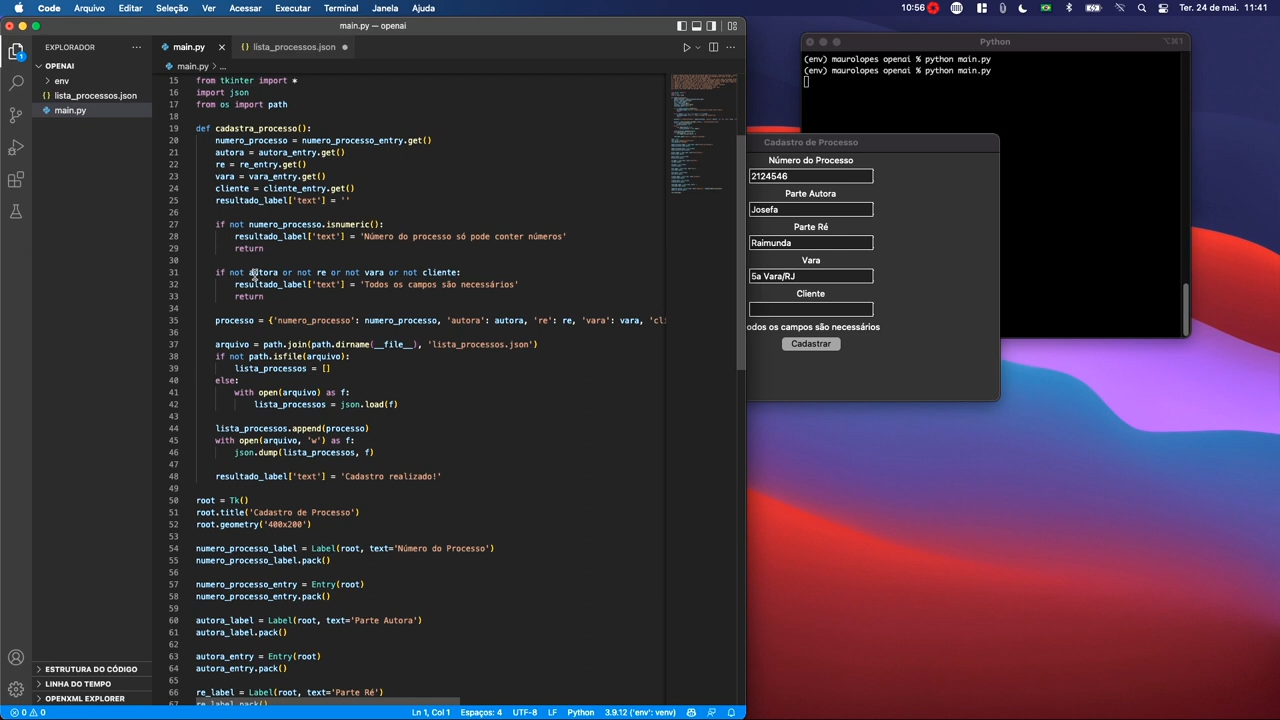 Code Arquivo Editar Seleção Ver Acessar Executar Terminal Janela Ajuda 10:56 Ter. 24 de mai. 11:41
main.py — openai
EXPLORADOR
OPENAI
env
lista_processos.json
main.py
ESTRUTURA DO CÓDIGO
LINHA DO TEMPO
OPENXML EXPLORER
main.py lista_processos.json
main.py > ...
15 from tkinter import *
16 import json
17 from os import path
18
19 def cadastra_processo():
20 numero_processo = numero_processo_entry.get()
21 autora = autora_entry.get()
22 re = re_entry.get()
23 vara = vara_entry.get()
24 cliente = cliente_entry.get()
25 resultado_label['text'] = ''
26
27 if not numero_processo.isnumeric():
28 resultado_label['text'] = 'Número do processo só pode conter números'
29 return
30
31 if not autora or not re or not vara or not cliente:
32 resultado_label['text'] = 'Todos os campos são necessários'
33 return
34
35 processo = {'numero_processo': numero_processo, 'autora': autora, 're': re, 'vara': vara, 'cli
36
37 arquivo = path.join(path.dirname(__file__), 'lista_processos.json')
38 if not path.isfile(arquivo):
39 lista_processos = []
40 else:
41 with open(arquivo) as f:
42 lista_processos = json.load(f)
43
44 lista_processos.append(processo)
45 with open(arquivo, 'w') as f:
46 json.dump(lista_processos, f)
47
48 resultado_label['text'] = 'Cadastro realizado!'
49
50 root = Tk()
51 root.title('Cadastro de Processo')
52 root.geometry('400x200')
53
54 numero_processo_label = Label(root, text='Número do Processo')
55 numero_processo_label.pack()
56
57 numero_processo_entry = Entry(root)
58 numero_processo_entry.pack()
59
60 autora_label = Label(root, text='Parte Autora')
61 autora_label.pack()
62
63 autora_entry = Entry(root)
64 autora_entry.pack()
65
66 re_label = Label(root, text='Parte Ré')
67 re_label.pack()
Python
⌥⌘1
(env) maurolopes openai % python main.py
(env) maurolopes openai % python main.py
Cadastro de Processo
Número do Processo
2124546
Parte Autora
Josefa
Parte Ré
Raimunda
Vara
5a Vara/RJ
Cliente
odos os campos são necessários
Cadastrar
0 0 Ln 1, Col 1 Espaços: 4 UTF-8 LF Python 3.9.12 ('env': venv)